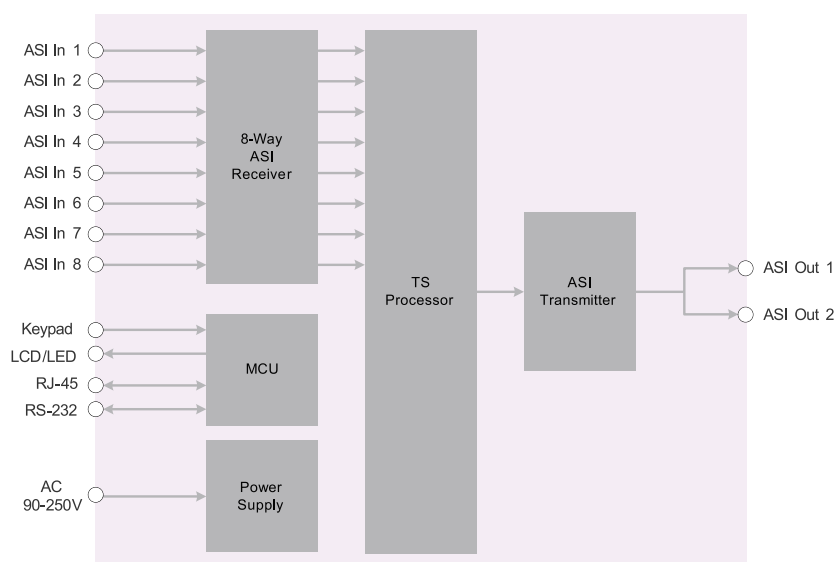 ASI In 1
ASI In 2
ASI In 3
ASI In 4
ASI In 5
ASI In 6
ASI In 7
ASI In 8
8-Way
ASI
Receiver
Keypad
LCD/LED
RJ-45
RS-232
MCU
AC
90-250V
Power
Supply
TS
Processor
ASI
Transmitter
ASI Out 1
ASI Out 2